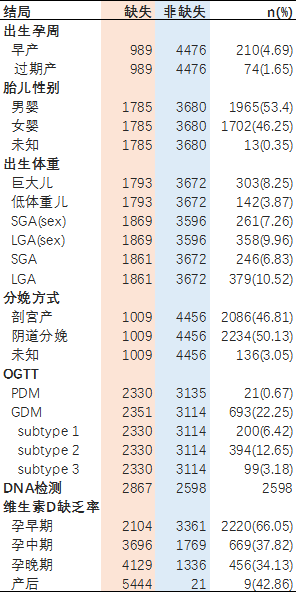 结局 缺失 非缺失 n(%)
出生孕周
早产 989 4476 210(4.69)
过期产 989 4476 74(1.65)
胎儿性别
男婴 1785 3680 1965(53.4)
女婴 1785 3680 1702(46.25)
未知 1785 3680 13(0.35)
出生体重
巨大儿 1793 3672 303(8.25)
低体重儿 1793 3672 142(3.87)
SGA(sex) 1869 3596 261(7.26)
LGA(sex) 1869 3596 358(9.96)
SGA 1861 3672 246(6.83)
LGA 1861 3672 379(10.52)
分娩方式
剖宫产 1009 4456 2086(46.81)
阴道分娩 1009 4456 2234(50.13)
未知 1009 4456 136(3.05)
OGTT
PDM 2330 3135 21(0.67)
GDM 2351 3114 693(22.25)
subtype 1 2330 3114 200(6.42)
subtype 2 2330 3114 394(12.65)
subtype 3 2330 3114 99(3.18)
DNA检测 2867 2598 2598
维生素D缺乏率
孕早期 2104 3361 2220(66.05)
孕中期 3696 1769 669(37.82)
孕晚期 4129 1336 456(34.13)
产后 5444 21 9(42.86)